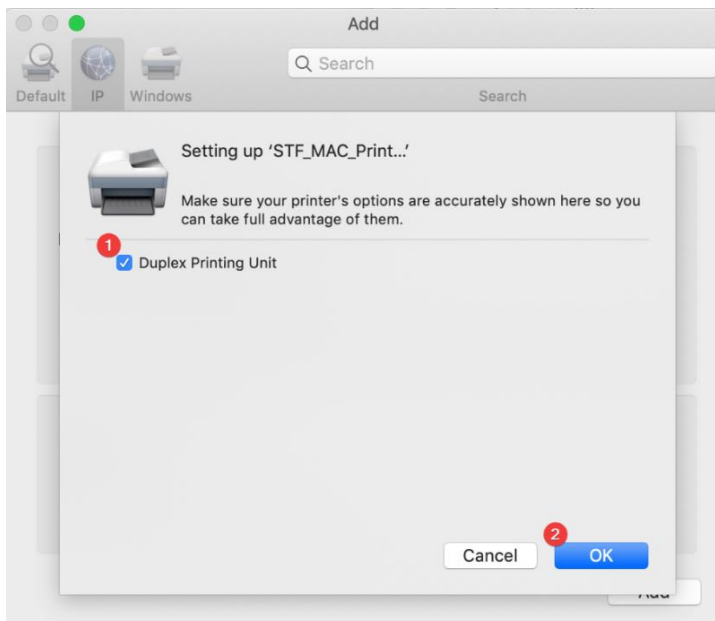 Add
Search
Default IP Windows Search
Setting up ‘STF_MAC_Print...’
Make sure your printer's options are accurately shown here so you
can take full advantage of them.
1
Duplex Printing Unit
2
Cancel OK
Add